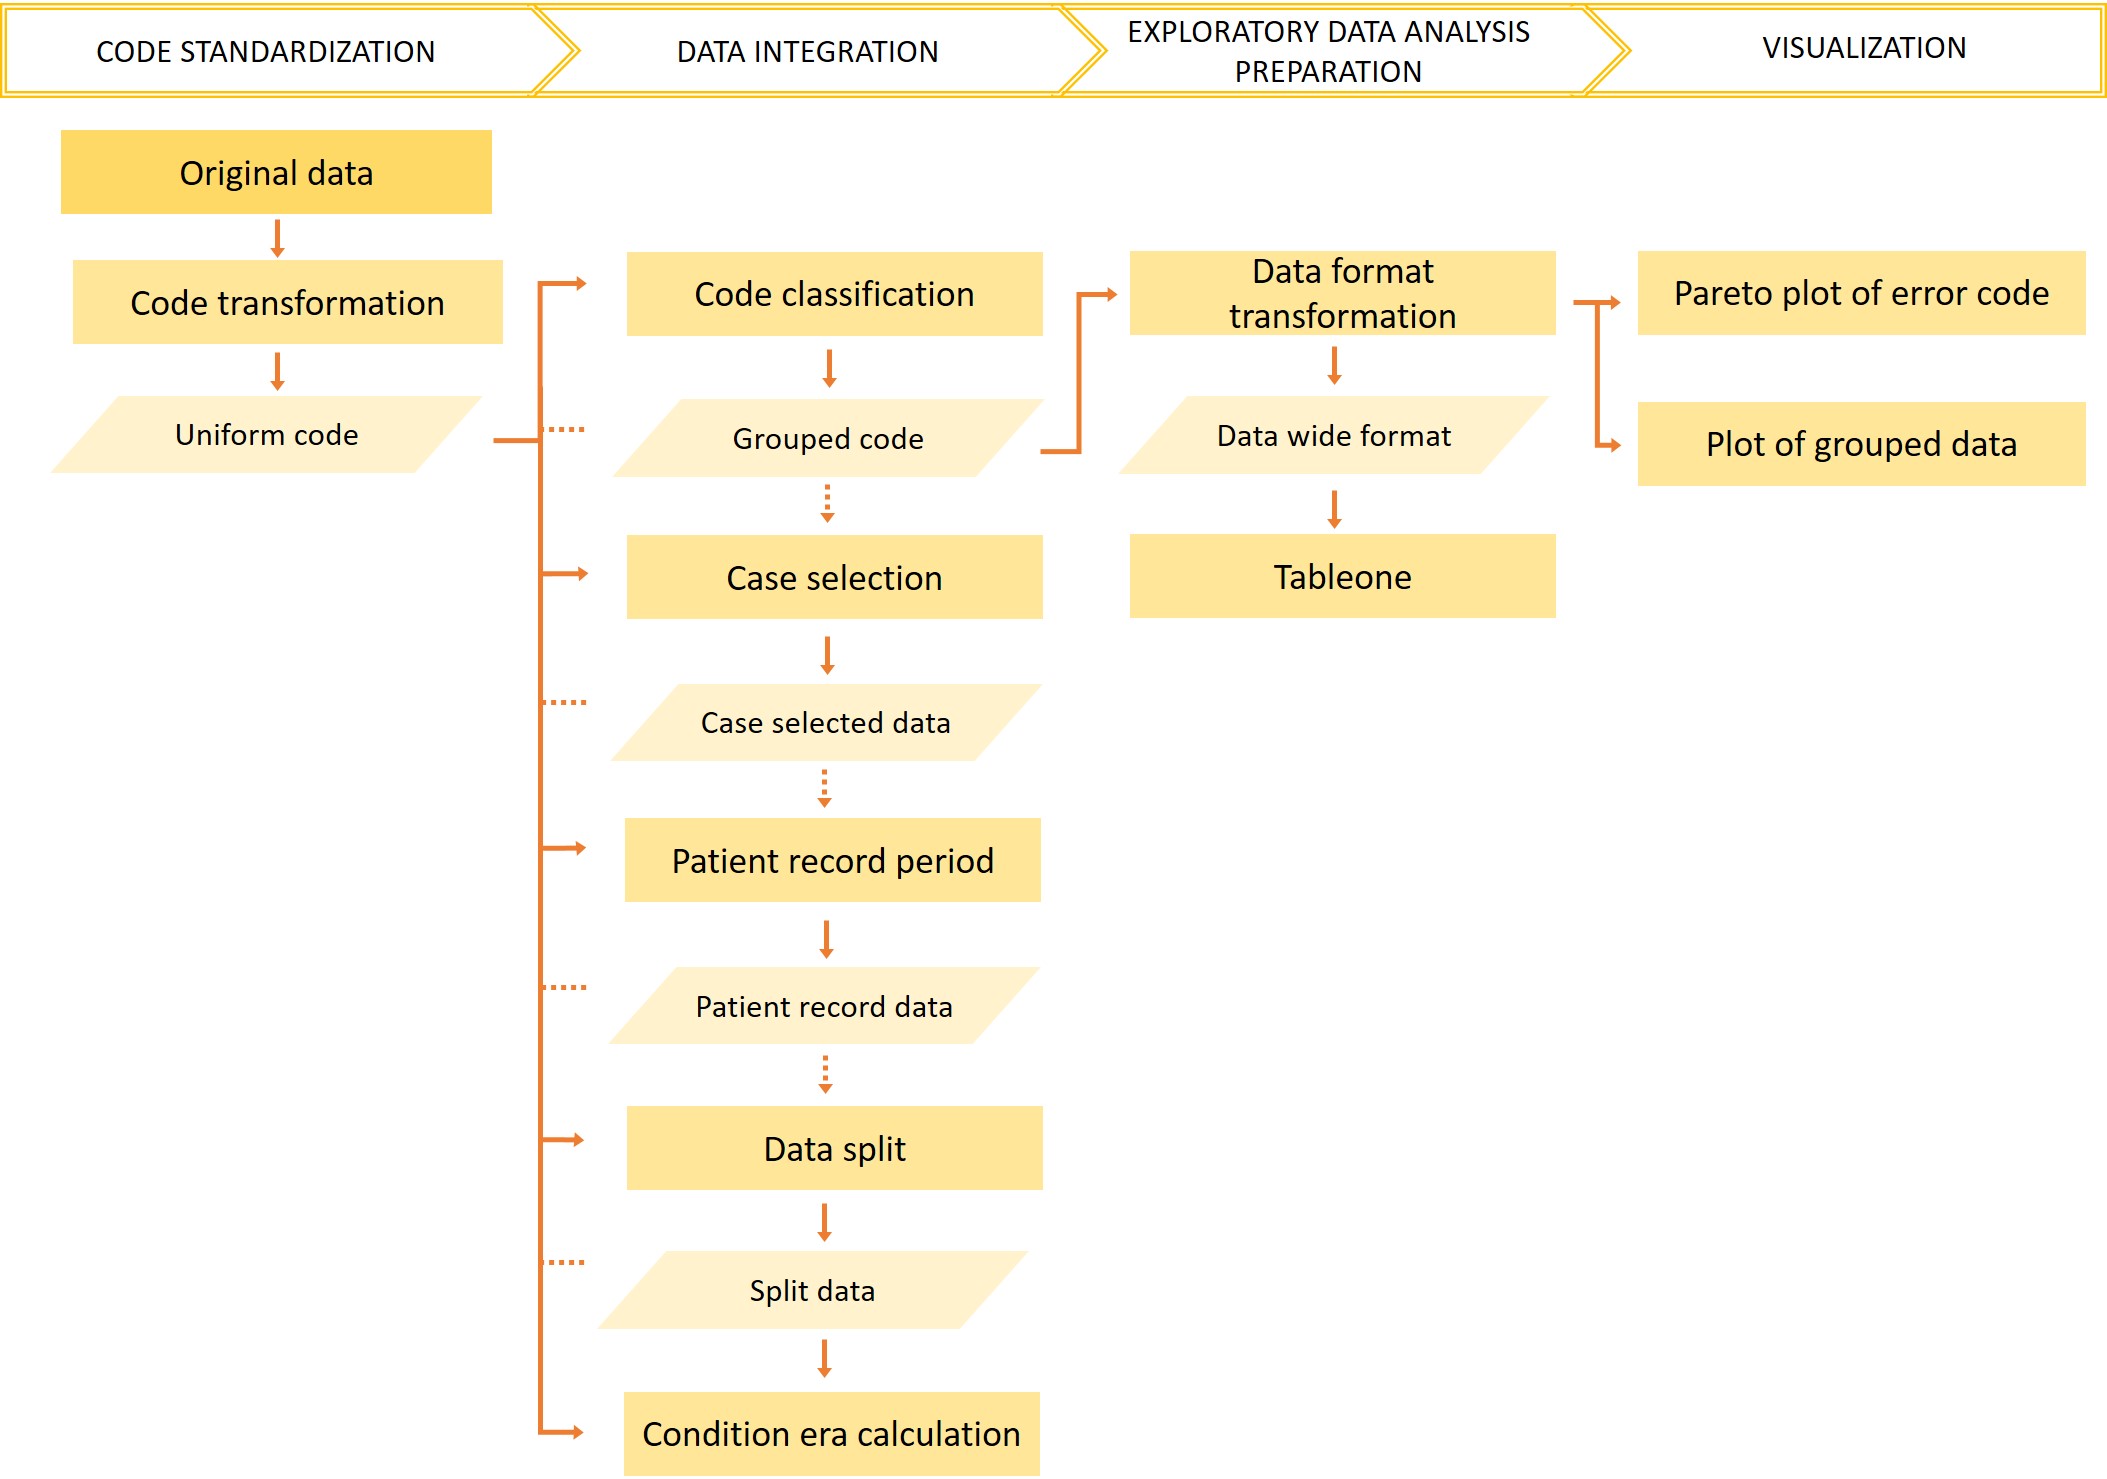 CODE STANDARDIZATION
DATA INTEGRATION
EXPLORATORY DATA ANALYSIS
PREPARATION
VISUALIZATION
Original data
Code transformation
Uniform code
Code classification
Grouped code
Case selection
Case selected data
Patient record period
Patient record data
Data split
Split data
Condition era calculation
Data format
transformation
Data wide format
Tableone
Pareto plot of error code
Plot of grouped data